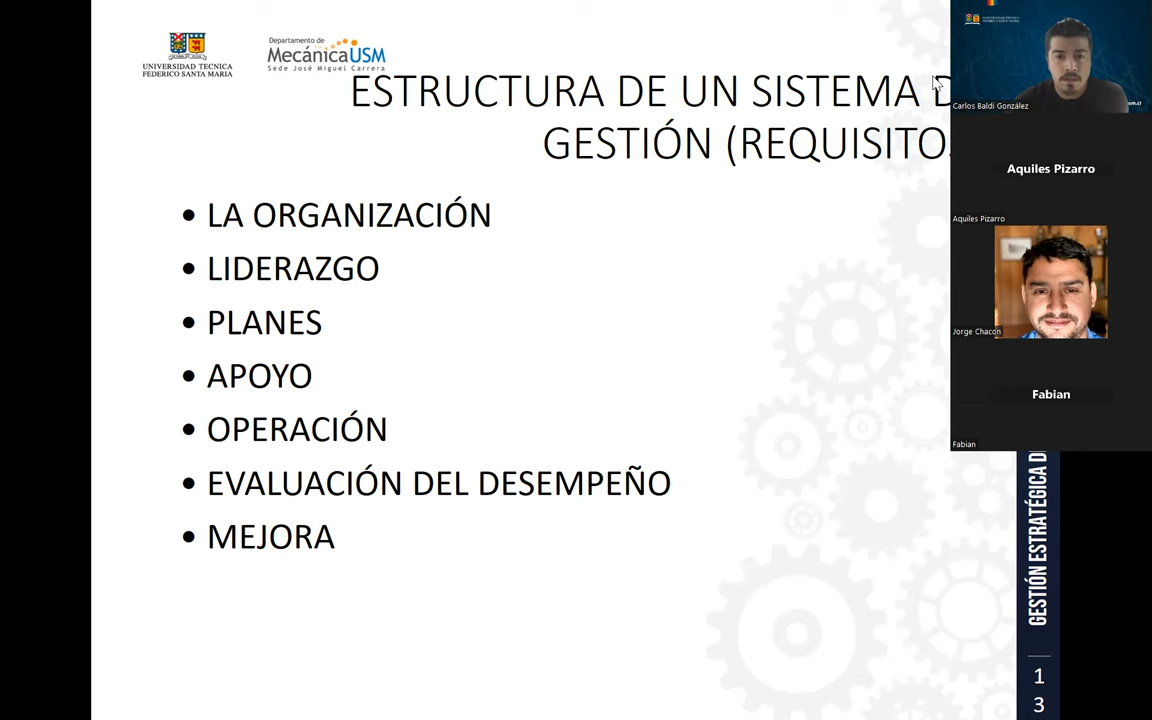 UNIVERSIDAD TECNICA
FEDERICO SANTA MARIA
Departamento de
MecánicaUSM
Sede José Miguel Carrera
ESTRUCTURA DE UN SISTEMA D
GESTIÓN (REQUISITO
• LA ORGANIZACIÓN
• LIDERAZGO
• PLANES
• APOYO
• OPERACIÓN
• EVALUACIÓN DEL DESEMPEÑO
• MEJORA
Carlos Baldi González
Aquiles Pizarro
Aquiles Pizarro
Jorge Chacon
Fabian
Fabian
GESTIÓN ESTRATÉGICA D
1
3